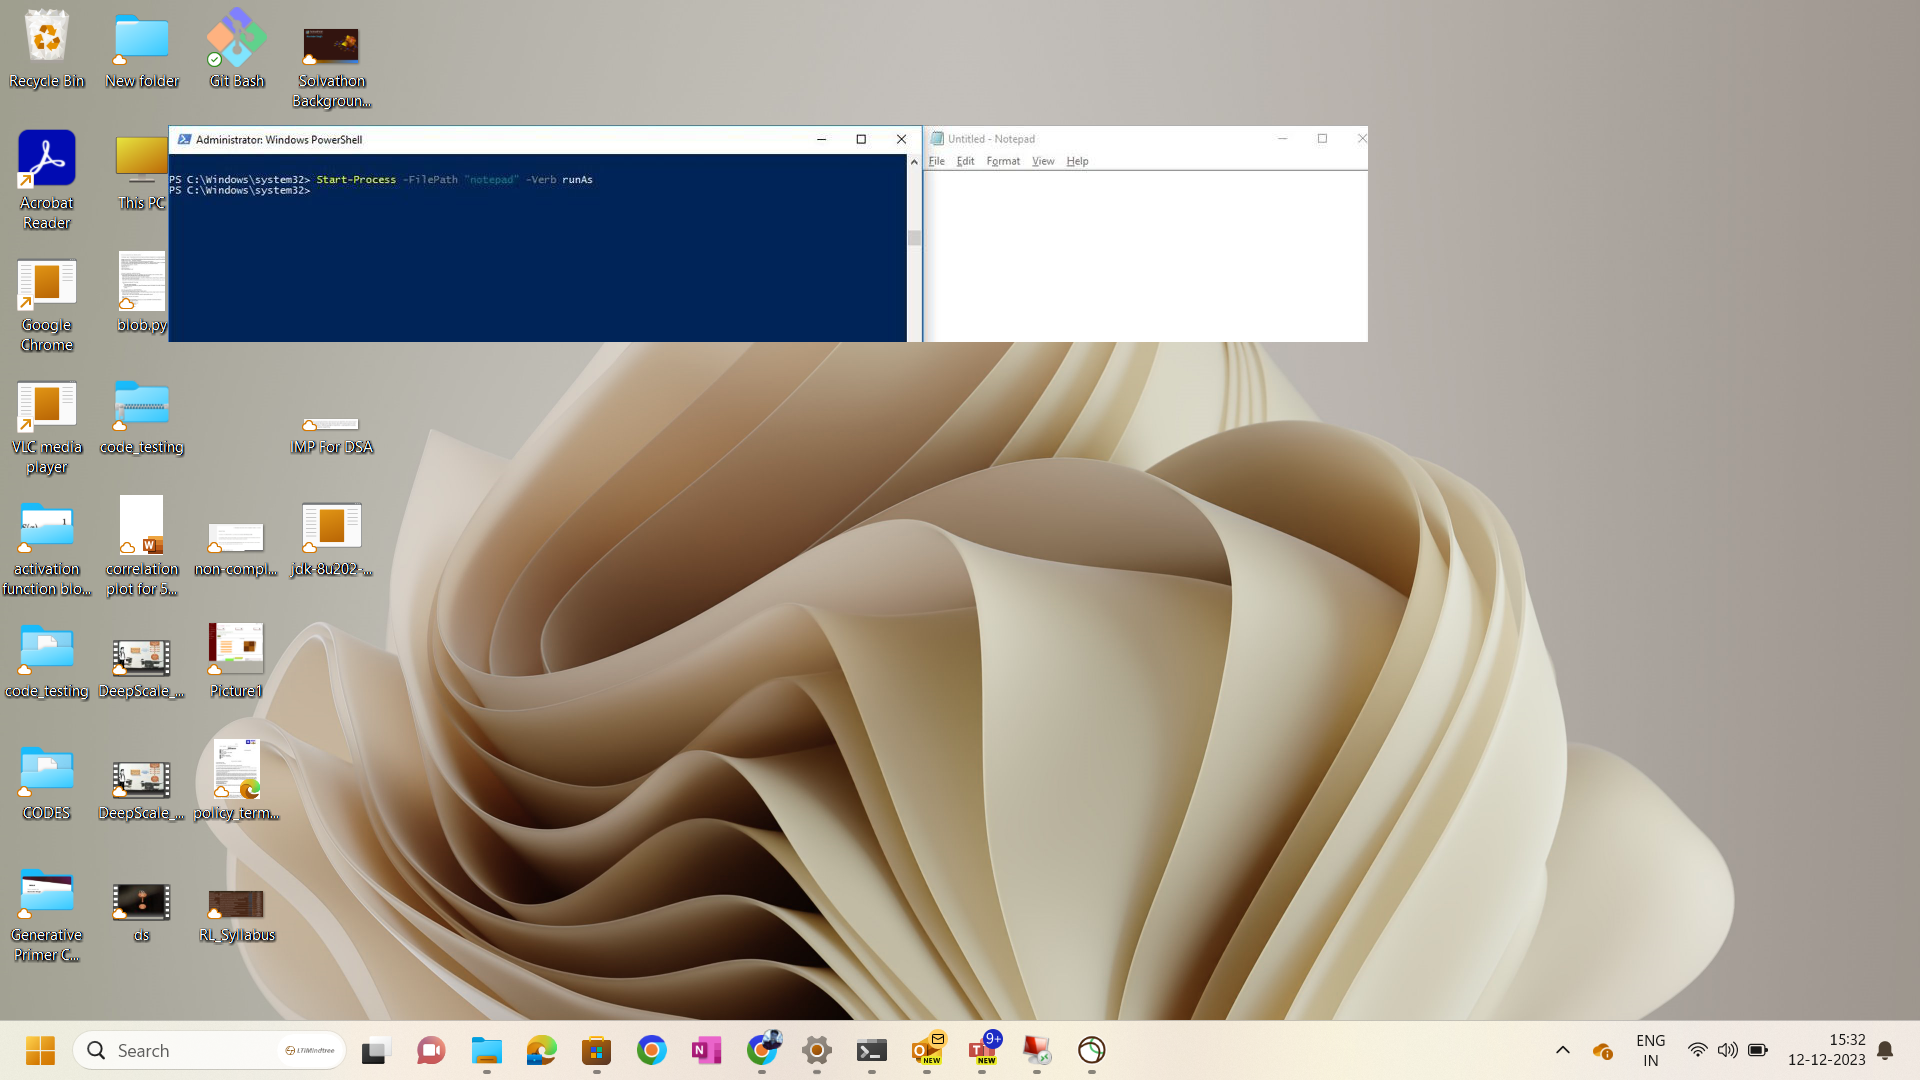 Recycle Bin
New folder
Git Bash
Solvathon
Backgroun...
Administrator: Windows PowerShell
PS C:\Windows\system32> Start-Process -FilePath "notepad" -Verb runAs
PS C:\Windows\system32>
Untitled - Notepad
File Edit Format View Help
Acrobat
Reader
This PC
Google
Chrome
blob.py
VLC media
player
code_testing
IMP For DSA
activation
function blo...
correlation
plot for 5...
non-compl...
jdk-8u202-...
code_testing
DeepScale_...
Picture1
CODES
DeepScale_...
policy_term...
Generative
Primer C...
ds
RL_Syllabus
Search
LTIMindtree
NEW
9+
NEW
ENG
IN
15:32
12-12-2023